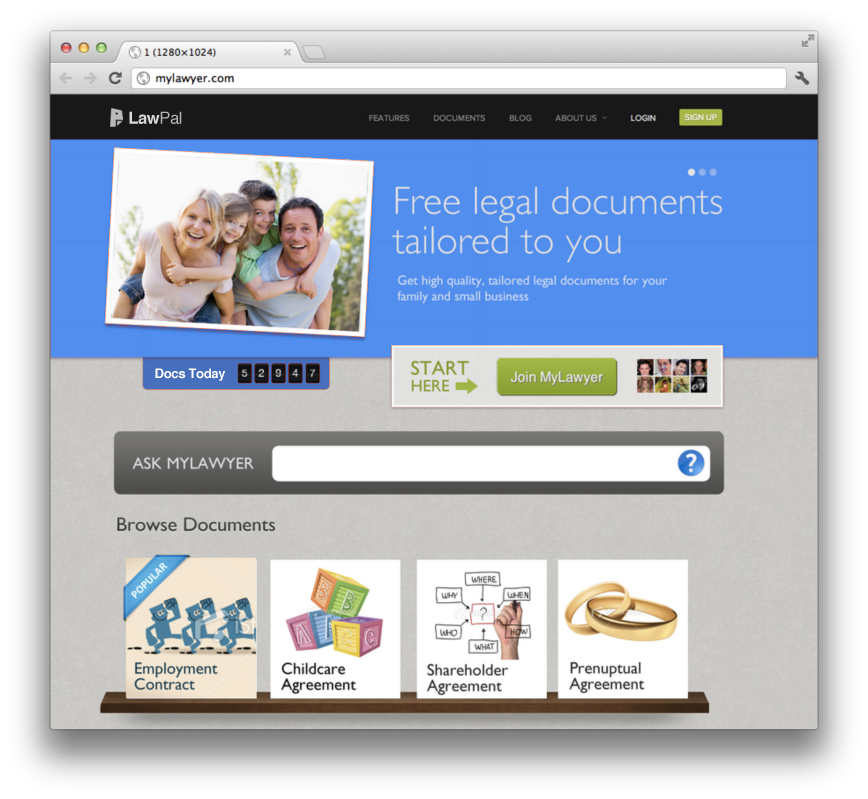 1 (1280×1024)
mylawyer.com
LawPal
FEATURES DOCUMENTS BLOG ABOUT US LOGIN SIGN UP
Free legal documents
tailored to you
Get high quality, tailored legal documents for your
family and small business
Docs Today 5 2 9 4 7
START
HERE
Join MyLawyer
ASK MYLAWYER
?
Browse Documents
POPULAR
Employment
Contract
B B
A C C
Childcare
Agreement
WHERE
WHY WHEN
?
WHO HOW
WHAT
Shareholder
Agreement
Prenuptual
Agreement